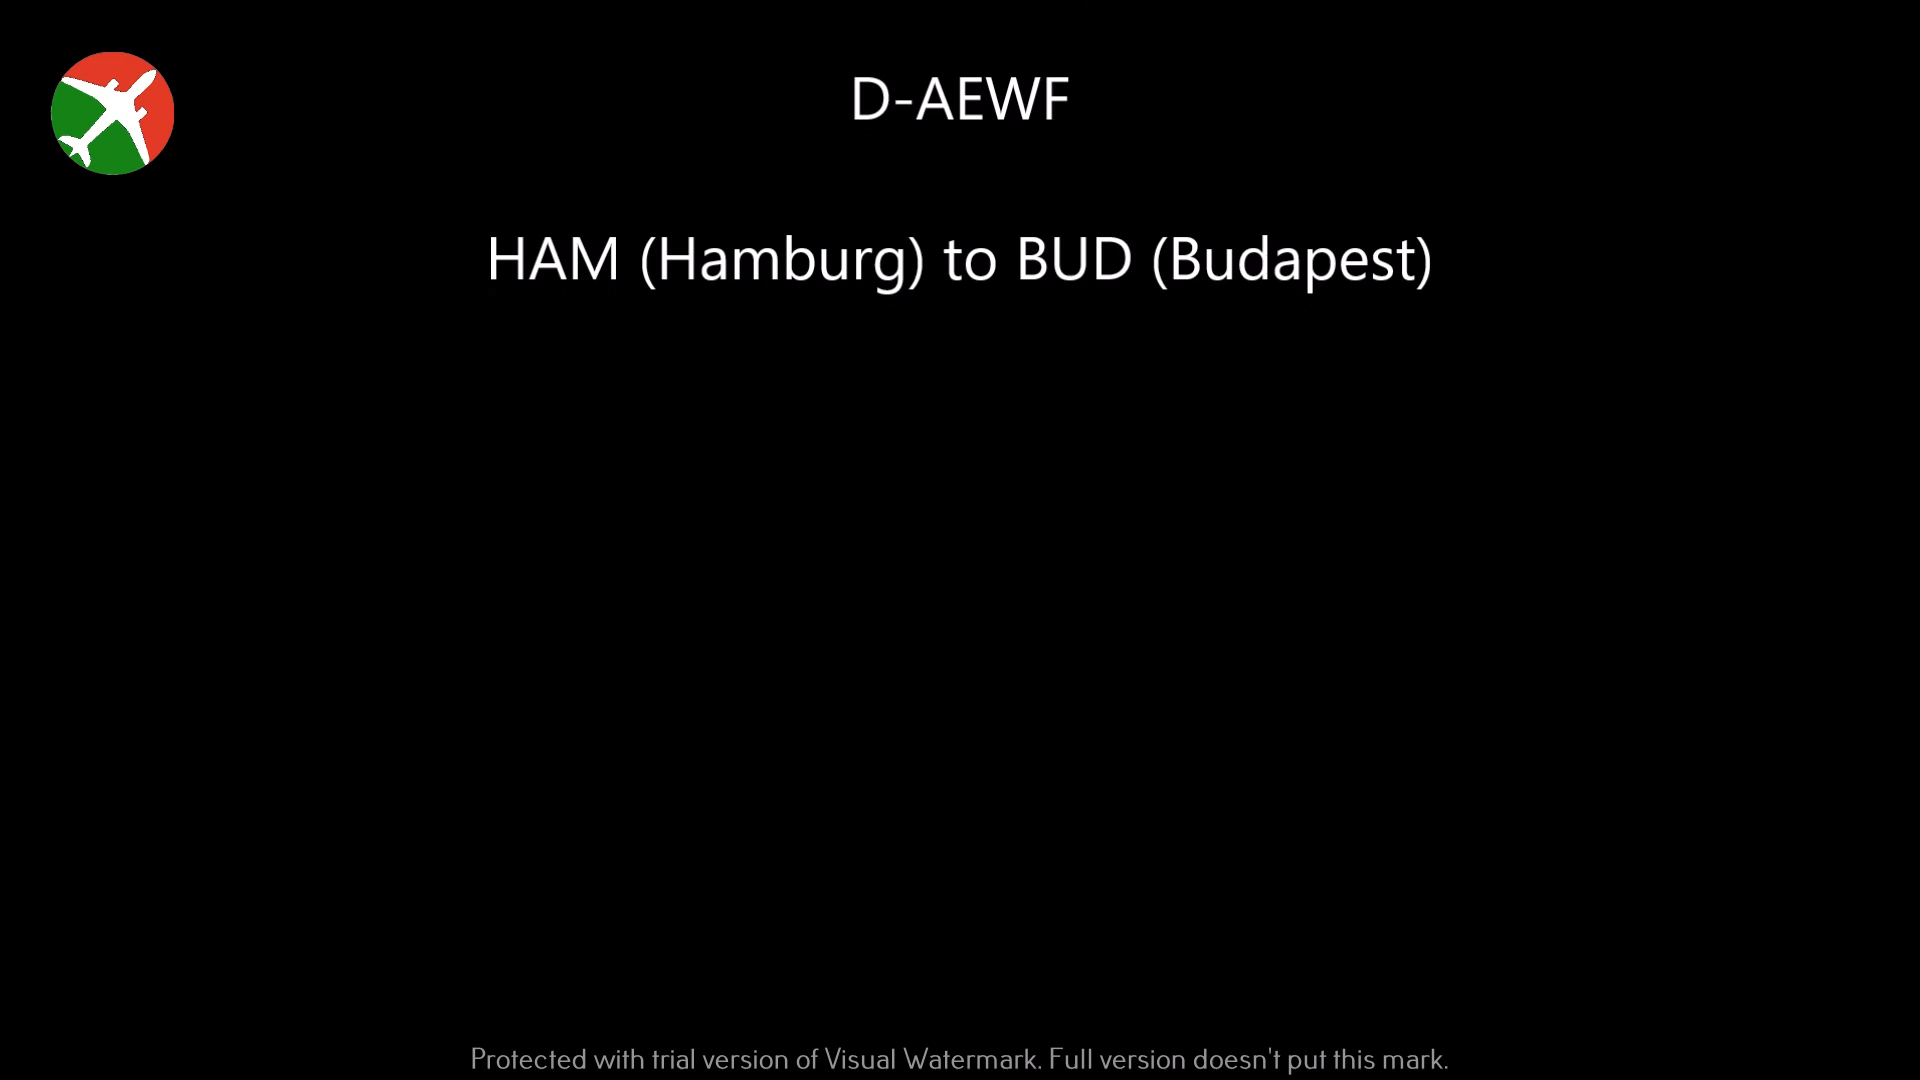 D-AEWF
HAM (Hamburg) to BUD (Budapest)
Protected with trial version of Visual Watermark. Full version doesn't put this mark.